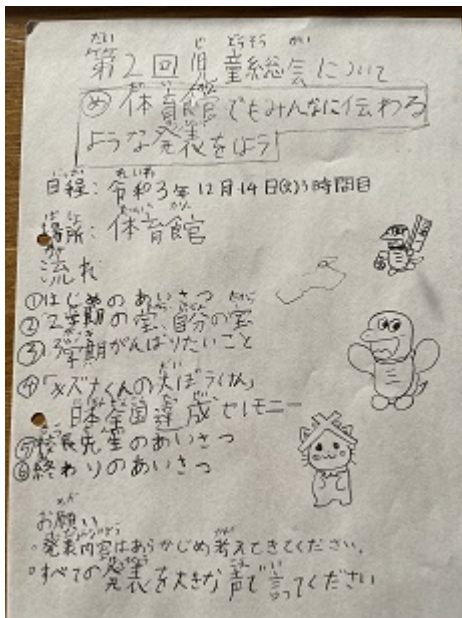 第2回児童総会について
め 体育館でもみんなに伝わる
ような発表をしよう
日程：令和3年12月14日(火)3時間目
場所：体育館
流れ
①はじめのあいさつ
②2学期の宝、自分の宝
③3学期がんばりたいこと
④「メズナくんの大ぼうけん」
日本全国達成セレモニー
⑤校長先生のあいさつ
⑥終わりのあいさつ
お願い
・発表内容はあらかじめ考えてきてください。
・すべての発表を大きな声で言ってください